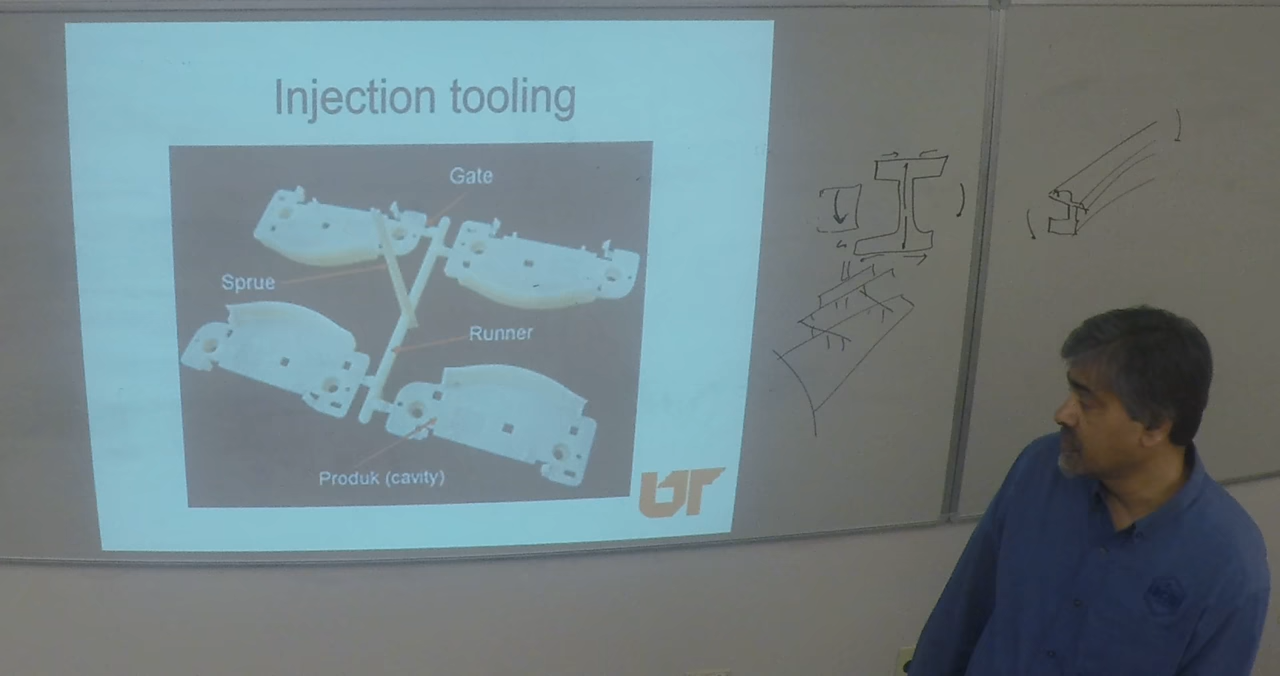 Injection tooling
Gate
Sprue
Runner
Produk (cavity)
UT